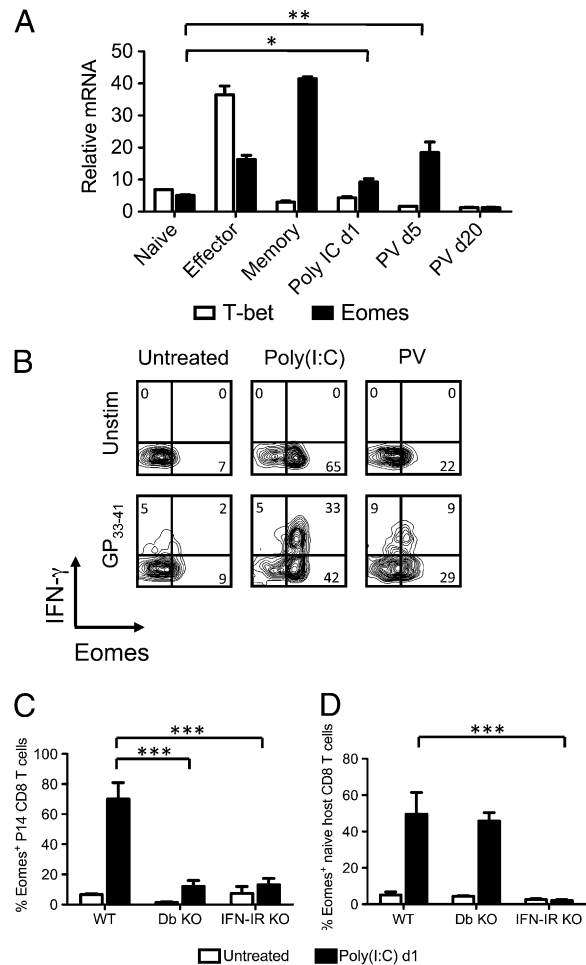 A
**
*
Relative mRNA
50
40
30
20
10
0
Naive
Effector
Memory
Poly IC d1
PV d5
PV d20
T-bet Eomes
B
Untreated Poly(I:C) PV
Unstim
0 0 0 0 0 0
7 65 22
GP33-41
5 2 5 33 9 9
9 42 29
IFN-γ
Eomes
C
***
***
% Eomes+ P14 CD8 T cells
100
80
60
40
20
0
WT Db KO IFN-IR KO
D
***
% Eomes+ naive host CD8 T cells
80
60
40
20
0
WT Db KO IFN-IR KO
Untreated Poly(I:C) d1